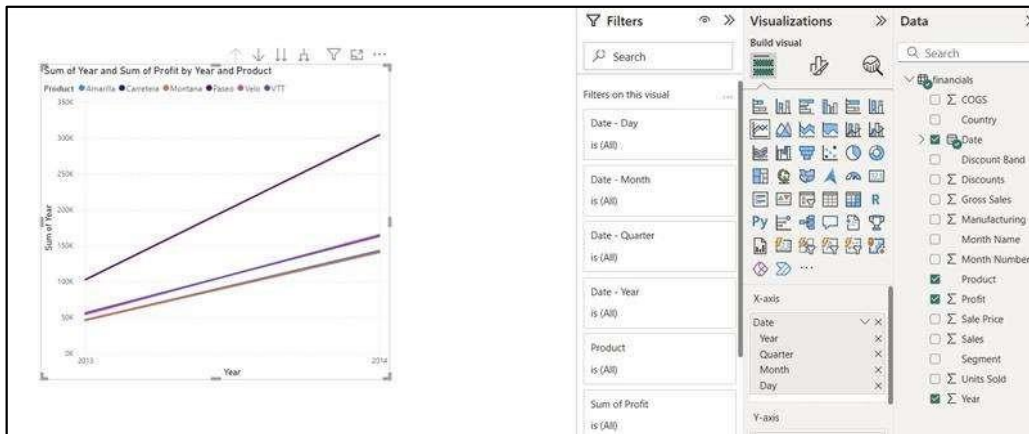 Sum of Year and Sum of Profit by Year and Product
Product Amarilla Carretera Montana Paseo Velo VTT
350K
300K
250K
200K
150K
100K
50K
0K
Sum of Year
2013
2014
Year
Filters
Search
Filters on this visual
Date - Day
is (All)
Date - Month
is (All)
Date - Quarter
is (All)
Date - Year
is (All)
Product
is (All)
Sum of Profit
is (All)
Visualizations
Build visual
123
R
Py
X-axis
Date
Year
Quarter
Month
Day
Y-axis
Data
Search
financials
Σ COGS
Country
Date
Discount Band
Σ Discounts
Σ Gross Sales
Σ Manufacturing
Month Name
Σ Month Number
Product
Σ Profit
Σ Sale Price
Σ Sales
Segment
Σ Units Sold
Σ Year